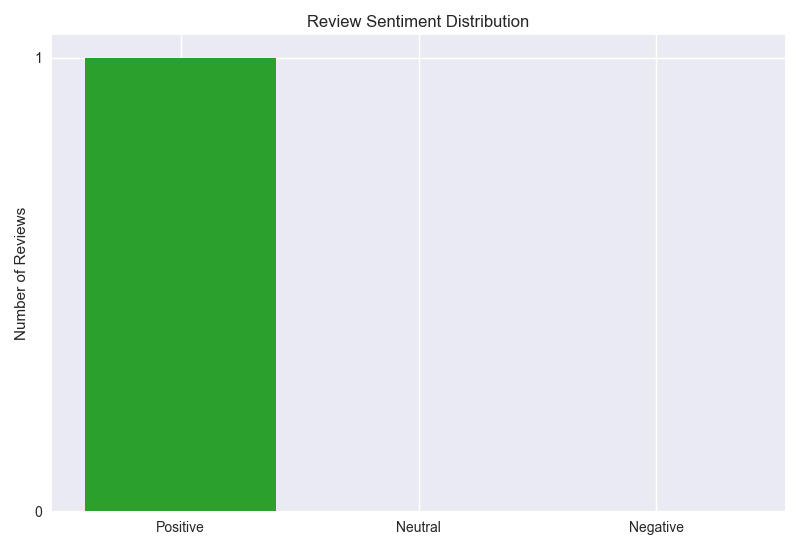 Review Sentiment Distribution
Number of Reviews
1
0
Positive
Neutral
Negative